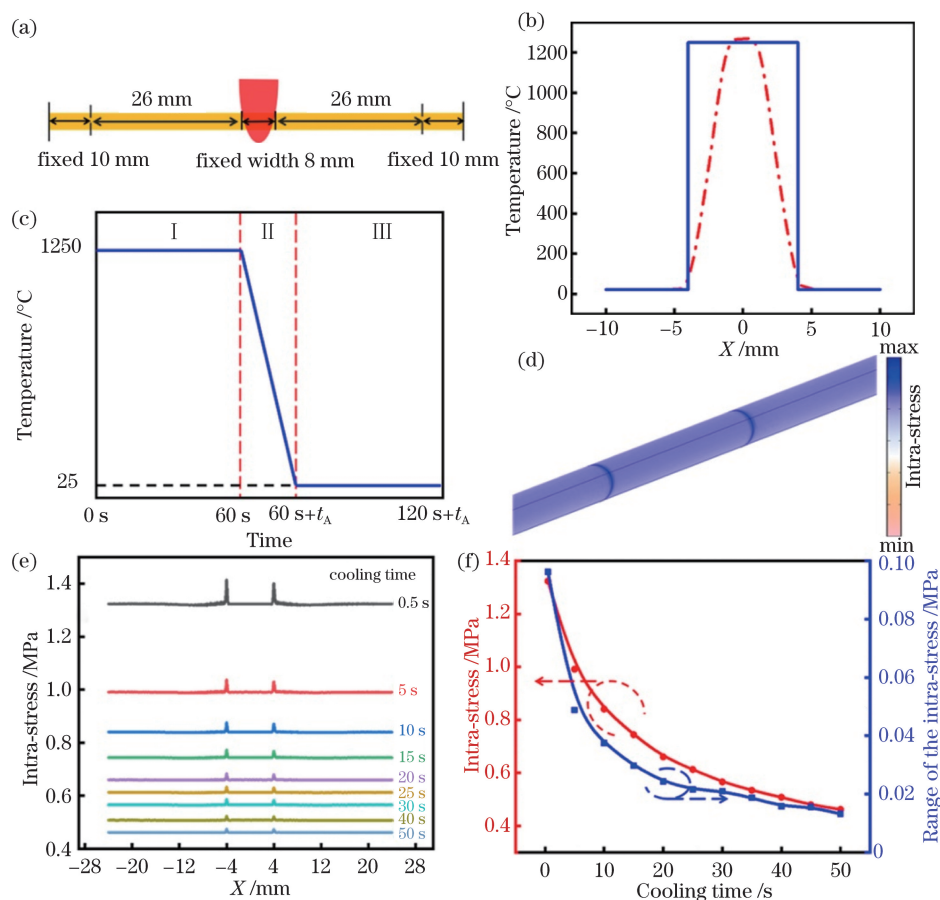 (a)
26 mm 26 mm
fixed 10 mm fixed width 8 mm fixed 10 mm
(b)
Temperature /°C
1200
1000
800
600
400
200
0
−10 −5 0 5 10
X /mm
(c)
Temperature /°C
1250
25
I II III
0 s 60 s 60 s+tA 120 s+tA
Time
(d)
max
Intra-stress
min
(e)
Intra-stress /MPa
1.4
1.2
1.0
0.8
0.6
0.4
cooling time
0.5 s
5 s
10 s
15 s
20 s
25 s
30 s
40 s
50 s
−28 −20 −12 −4 4 12 20 28
X /mm
(f)
Intra-stress /MPa
1.4
1.2
1.0
0.8
0.6
0.4
0.10
0.08
0.06
0.04
0.02
0
Range of the intra-stress /MPa
0 10 20 30 40 50
Cooling time /s